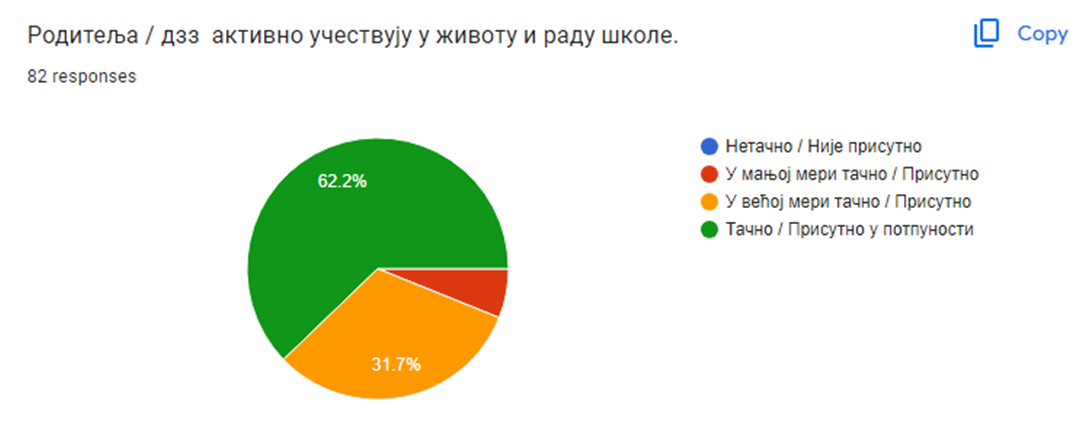 Родитеља / дзз активно учествују у животу и раду школе.
Copy
82 responses
62.2%
31.7%
Нетачно / Није присутно
У мањој мери тачно / Присутно
У већој мери тачно / Присутно
Тачно / Присутно у потпуности